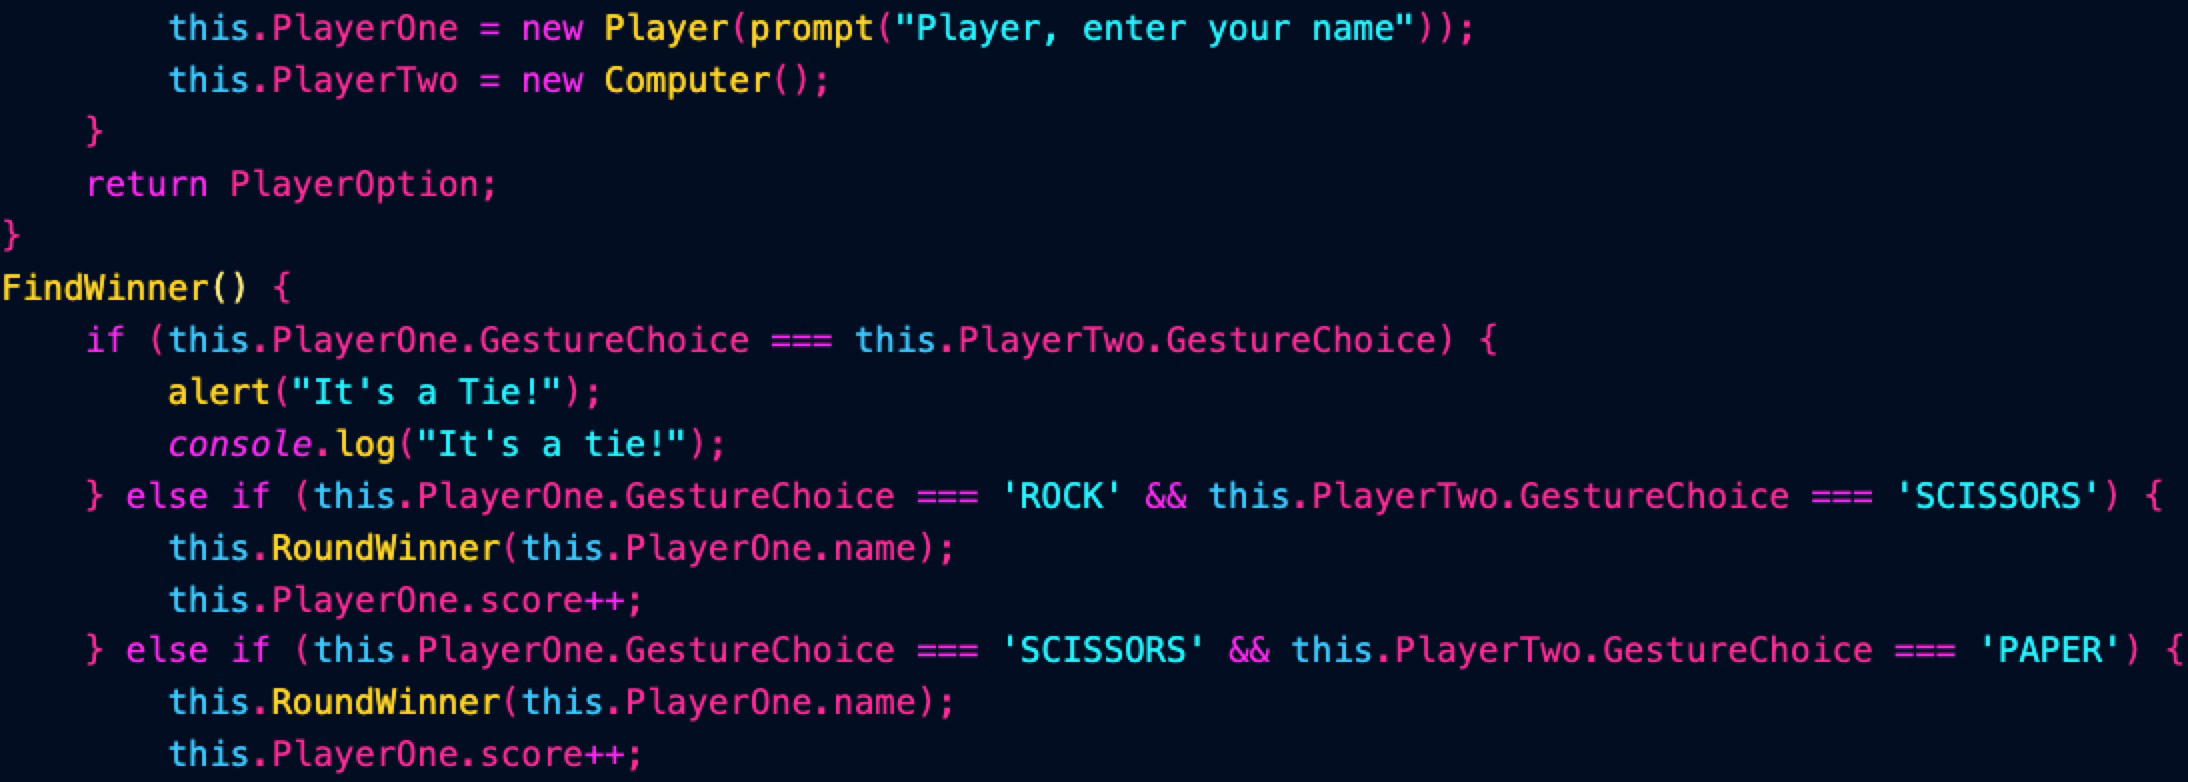 this.PlayerOne = new Player(prompt("Player, enter your name"));
this.PlayerTwo = new Computer();
}
return PlayerOption;
}
FindWinner() {
if (this.PlayerOne.GestureChoice === this.PlayerTwo.GestureChoice) {
alert("It's a Tie!");
console.log("It's a tie!");
} else if (this.PlayerOne.GestureChoice === 'ROCK' && this.PlayerTwo.GestureChoice === 'SCISSORS') {
this.RoundWinner(this.PlayerOne.name);
this.PlayerOne.score++;
} else if (this.PlayerOne.GestureChoice === 'SCISSORS' && this.PlayerTwo.GestureChoice === 'PAPER') {
this.RoundWinner(this.PlayerOne.name);
this.PlayerOne.score++;